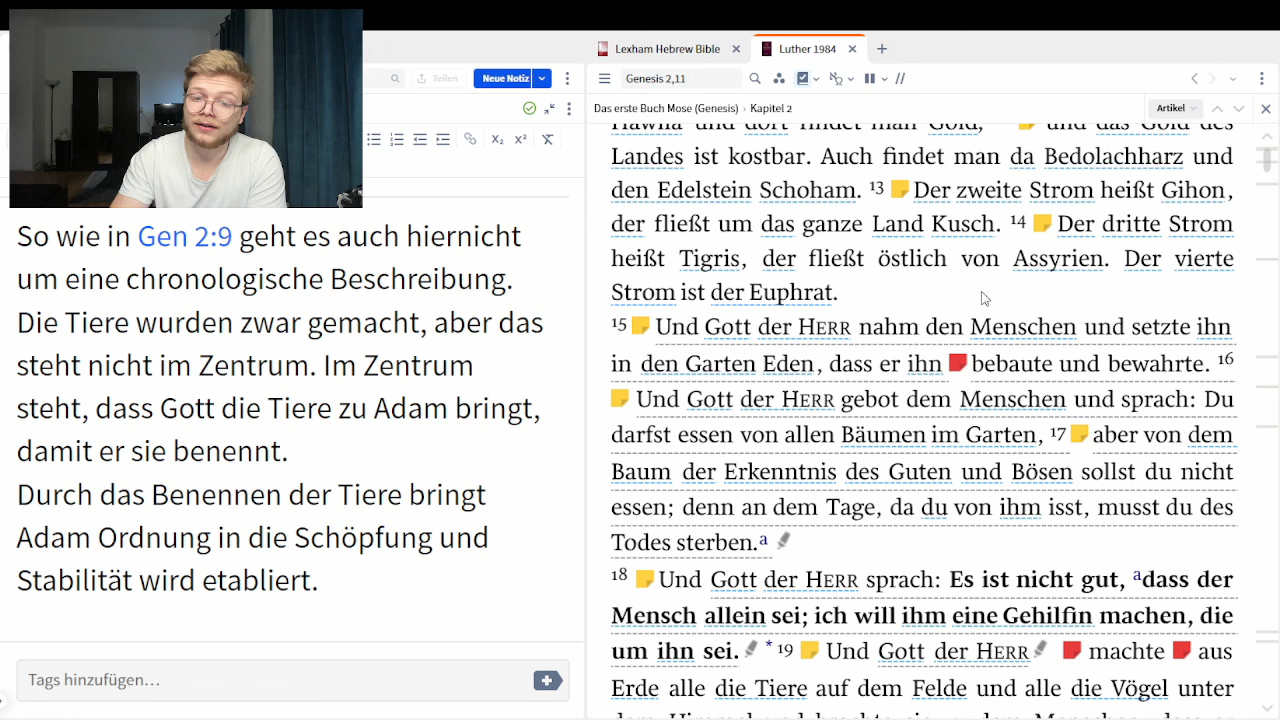 Lexham Hebrew Bible
Luther 1984
Teilen
Neue Notiz
Genesis 2,11
Das erste Buch Mose (Genesis) › Kapitel 2
Artikel
So wie in Gen 2:9 geht es auch hiernicht
um eine chronologische Beschreibung.
Die Tiere wurden zwar gemacht, aber das
steht nicht im Zentrum. Im Zentrum
steht, dass Gott die Tiere zu Adam bringt,
damit er sie benennt.
Durch das Benennen der Tiere bringt
Adam Ordnung in die Schöpfung und
Stabilität wird etabliert.
Tags hinzufügen…
Hawila und dort findet man Gold, und das Gold des
Landes ist kostbar. Auch findet man da Bedolachharz und
den Edelstein Schoham. 13 Der zweite Strom heißt Gihon,
der fließt um das ganze Land Kusch. 14 Der dritte Strom
heißt Tigris, der fließt östlich von Assyrien. Der vierte
Strom ist der Euphrat.
15 Und Gott der HERR nahm den Menschen und setzte ihn
in den Garten Eden, dass er ihn bebaute und bewahrte. 16
Und Gott der HERR gebot dem Menschen und sprach: Du
darfst essen von allen Bäumen im Garten, 17 aber von dem
Baum der Erkenntnis des Guten und Bösen sollst du nicht
essen; denn an dem Tage, da du von ihm isst, musst du des
Todes sterben.a
18 Und Gott der HERR sprach: Es ist nicht gut, adass der
Mensch allein sei; ich will ihm eine Gehilfin machen, die
um ihn sei. * 19 Und Gott der HERR machte aus
Erde alle die Tiere auf dem Felde und alle die Vögel unter